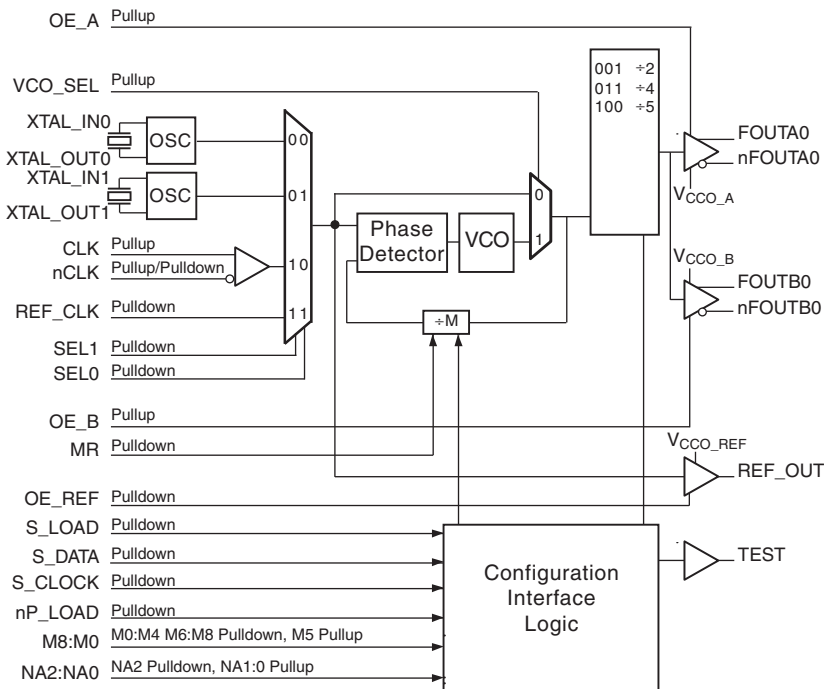 OE_A Pullup
VCO_SEL Pullup
XTAL_IN0
OSC
XTAL_OUT0
XTAL_IN1
OSC
XTAL_OUT1
CLK Pullup
nCLK Pullup/Pulldown
REF_CLK Pulldown
SEL1 Pulldown
SEL0 Pulldown
00
01
10
11
Phase
Detector
VCO
0
1
÷M
001 ÷2
011 ÷4
100 ÷5
FOUTA0
nFOUTA0
VCCO_A
VCCO_B
FOUTB0
nFOUTB0
OE_B Pullup
MR Pulldown
VCCO_REF
REF_OUT
OE_REF Pulldown
S_LOAD Pulldown
S_DATA Pulldown
S_CLOCK Pulldown
nP_LOAD Pulldown
M8:M0 M0:M4 M6:M8 Pulldown, M5 Pullup
NA2:NA0 NA2 Pulldown, NA1:0 Pullup
Configuration
Interface
Logic
TEST